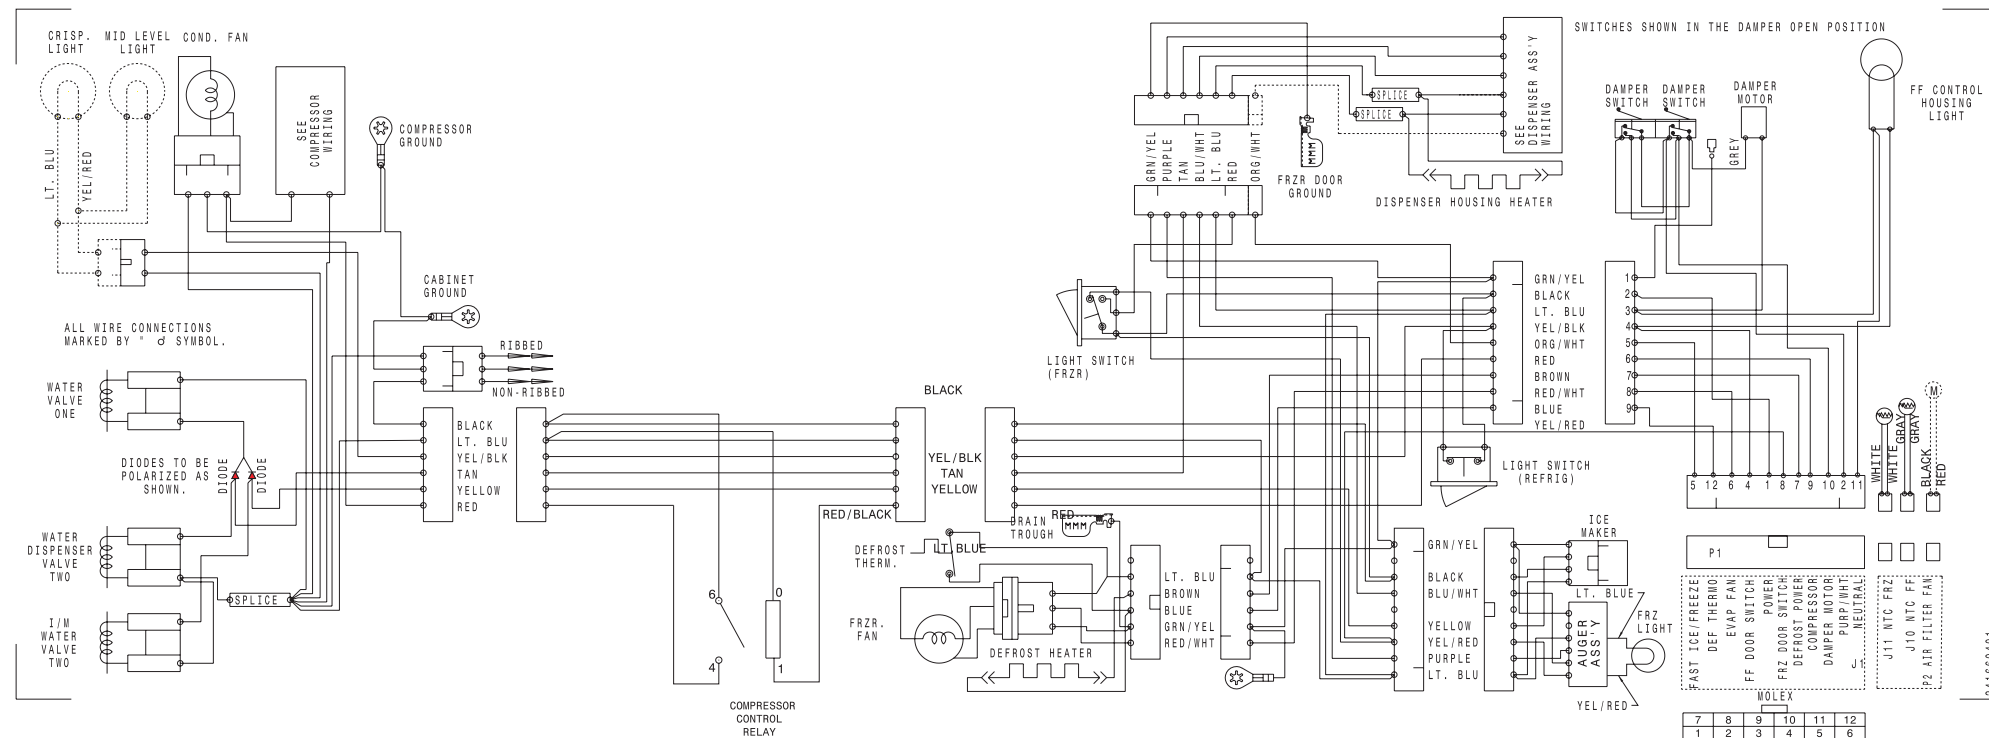 CRISP.
LIGHT
MID LEVEL
LIGHT
COND. FAN
LT. BLU
YEL/RED
SEE
COMPRESSOR
WIRING
COMPRESSOR
GROUND
CABINET
GROUND
ALL WIRE CONNECTIONS
MARKED BY " ♂ SYMBOL.
RIBBED
NON-RIBBED
WATER
VALVE
ONE
DIODES TO BE
POLARIZED AS
SHOWN.
DIODE
DIODE
WATER
DISPENSER
VALVE
TWO
I/M
WATER
VALVE
TWO
SPLICE
BLACK
LT. BLU
YEL/BLK
TAN
YELLOW
RED
6
4
0
1
COMPRESSOR
CONTROL
RELAY
BLACK
YEL/BLK
TAN
YELLOW
RED/BLACK
RED
LT. BLUE
DRAIN
TROUGH
DEFROST
THERM.
FRZR.
FAN
DEFROST HEATER
LT. BLU
BROWN
BLUE
GRN/YEL
RED/WHT
GRN/YEL
PURPLE
TAN
BLU/WHT
LT. BLU
RED
ORG/WHT
FRZR DOOR
GROUND
SPLICE
SPLICE
SEE
DISPENSER ASS'Y
WIRING
DISPENSER HOUSING HEATER
LIGHT SWITCH
(FRZR)
SWITCHES SHOWN IN THE DAMPER OPEN POSITION
DAMPER
SWITCH
DAMPER
SWITCH
DAMPER
MOTOR
GREY
FF CONTROL
HOUSING
LIGHT
GRN/YEL
BLACK
LT. BLU
YEL/BLK
ORG/WHT
RED
BROWN
RED/WHT
BLUE
YEL/RED
1
2
3
4
5
6
7
8
9
LIGHT SWITCH
(REFRIG)
GRN/YEL
BLACK
BLU/WHT
YELLOW
YEL/RED
PURPLE
LT. BLU
ICE
MAKER
LT. BLUE
AUGER
ASS'Y
FRZ
LIGHT
YEL/RED
5 12 6 4 1 8 7 9 10 2 11
WHITE
WHITE
GRAY
GRAY
BLACK
RED
M
P1
FAST ICE/FREEZE
DEF THERMO
EVAP FAN
FF DOOR SWITCH
POWER
FRZ DOOR SWITCH
DEFROST POWER
COMPRESSOR
DAMPER MOTOR
PURP/WHT
NEUTRAL
J1
J11 NTC FRZ
J10 NTC FF
P2 AIR FILTER FAN
MOLEX
7 8 9 10 11 12
1 2 3 4 5 6